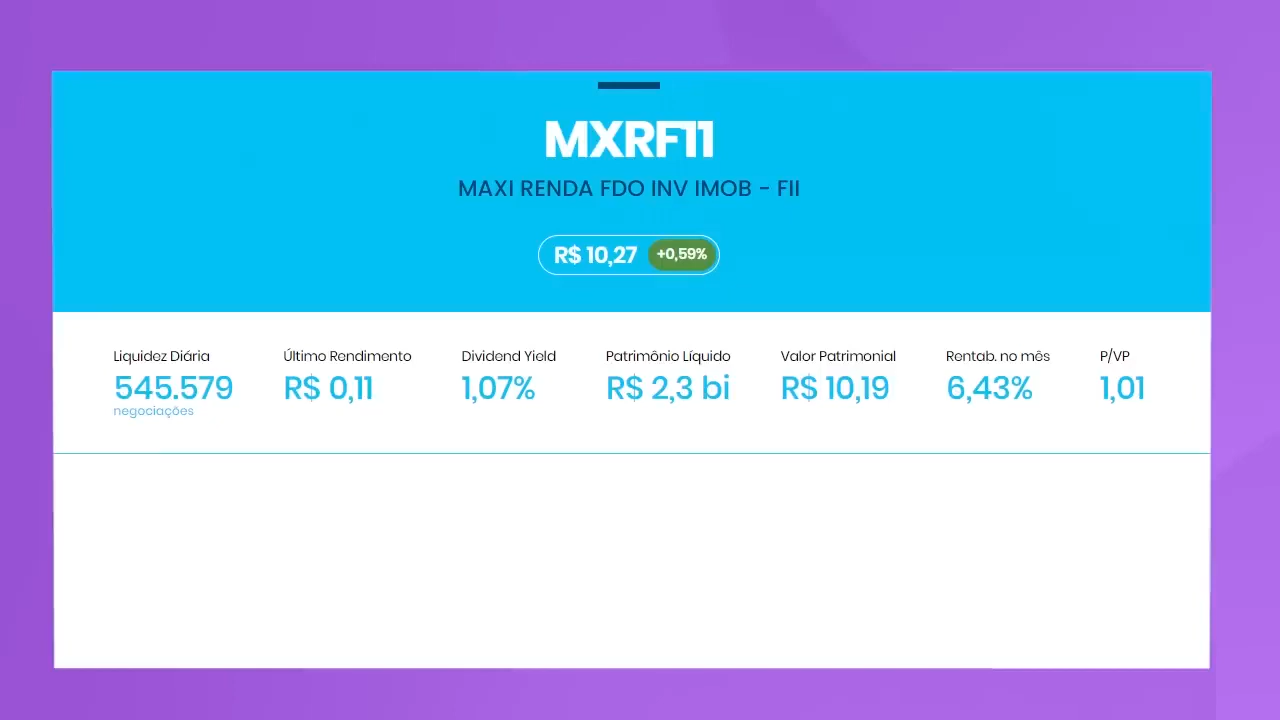 MXRF11
MAXI RENDA FDO INV IMOB - FII
R$ 10,27 +0,59%
Liquidez Diária Último Rendimento Dividend Yield Patrimônio Líquido Valor Patrimonial Rentab. no mês P/VP
545.579 R$ 0,11 1,07% R$ 2,3 bi R$ 10,19 6,43% 1,01
negociações